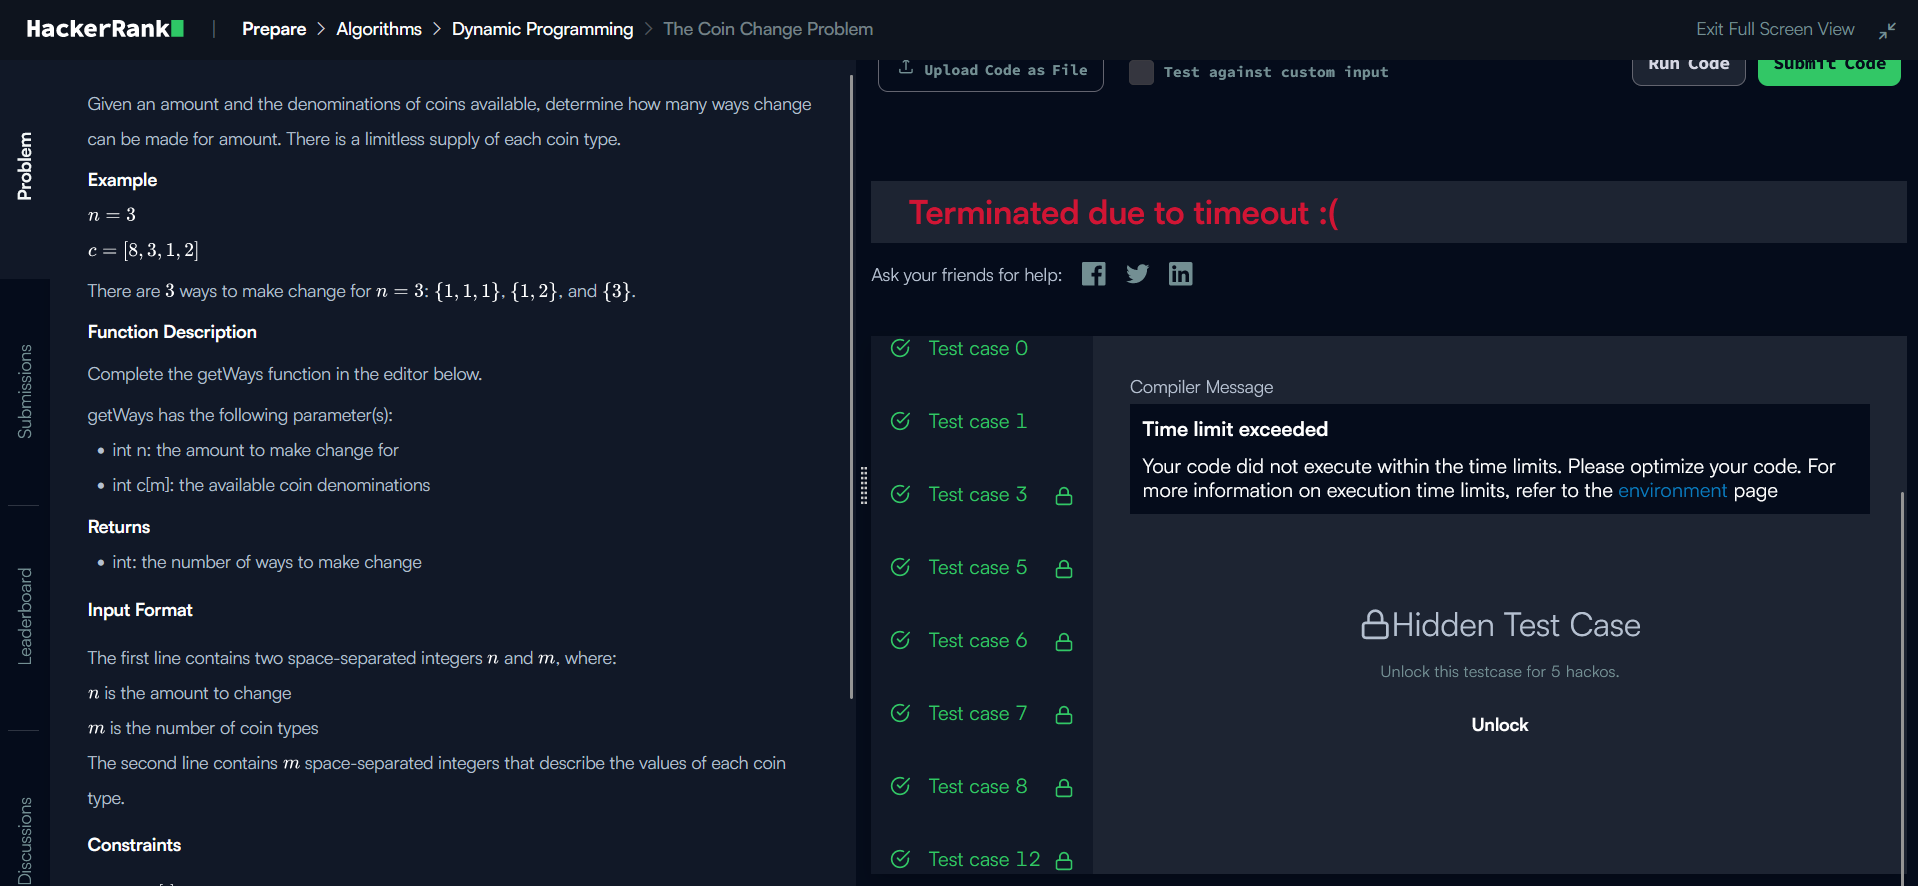 HackerRank | Prepare > Algorithms > Dynamic Programming > The Coin Change Problem
Exit Full Screen View
Problem
Submissions
Leaderboard
Discussions
Given an amount and the denominations of coins available, determine how many ways change
can be made for amount. There is a limitless supply of each coin type.
Example
n = 3
c = [8, 3, 1, 2]
There are 3 ways to make change for n = 3: {1, 1, 1}, {1, 2}, and {3}.
Function Description
Complete the getWays function in the editor below.
getWays has the following parameter(s):
• int n: the amount to make change for
• int c[m]: the available coin denominations
Returns
• int: the number of ways to make change
Input Format
The first line contains two space-separated integers n and m, where:
n is the amount to change
m is the number of coin types
The second line contains m space-separated integers that describe the values of each coin
type.
Constraints
Upload Code as File
Test against custom input
Run Code
Submit Code
Terminated due to timeout :(
Ask your friends for help:
Test case 0
Test case 1
Test case 3
Test case 5
Test case 6
Test case 7
Test case 8
Test case 12
Compiler Message
Time limit exceeded
Your code did not execute within the time limits. Please optimize your code. For
more information on execution time limits, refer to the environment page
Hidden Test Case
Unlock this testcase for 5 hackos.
Unlock